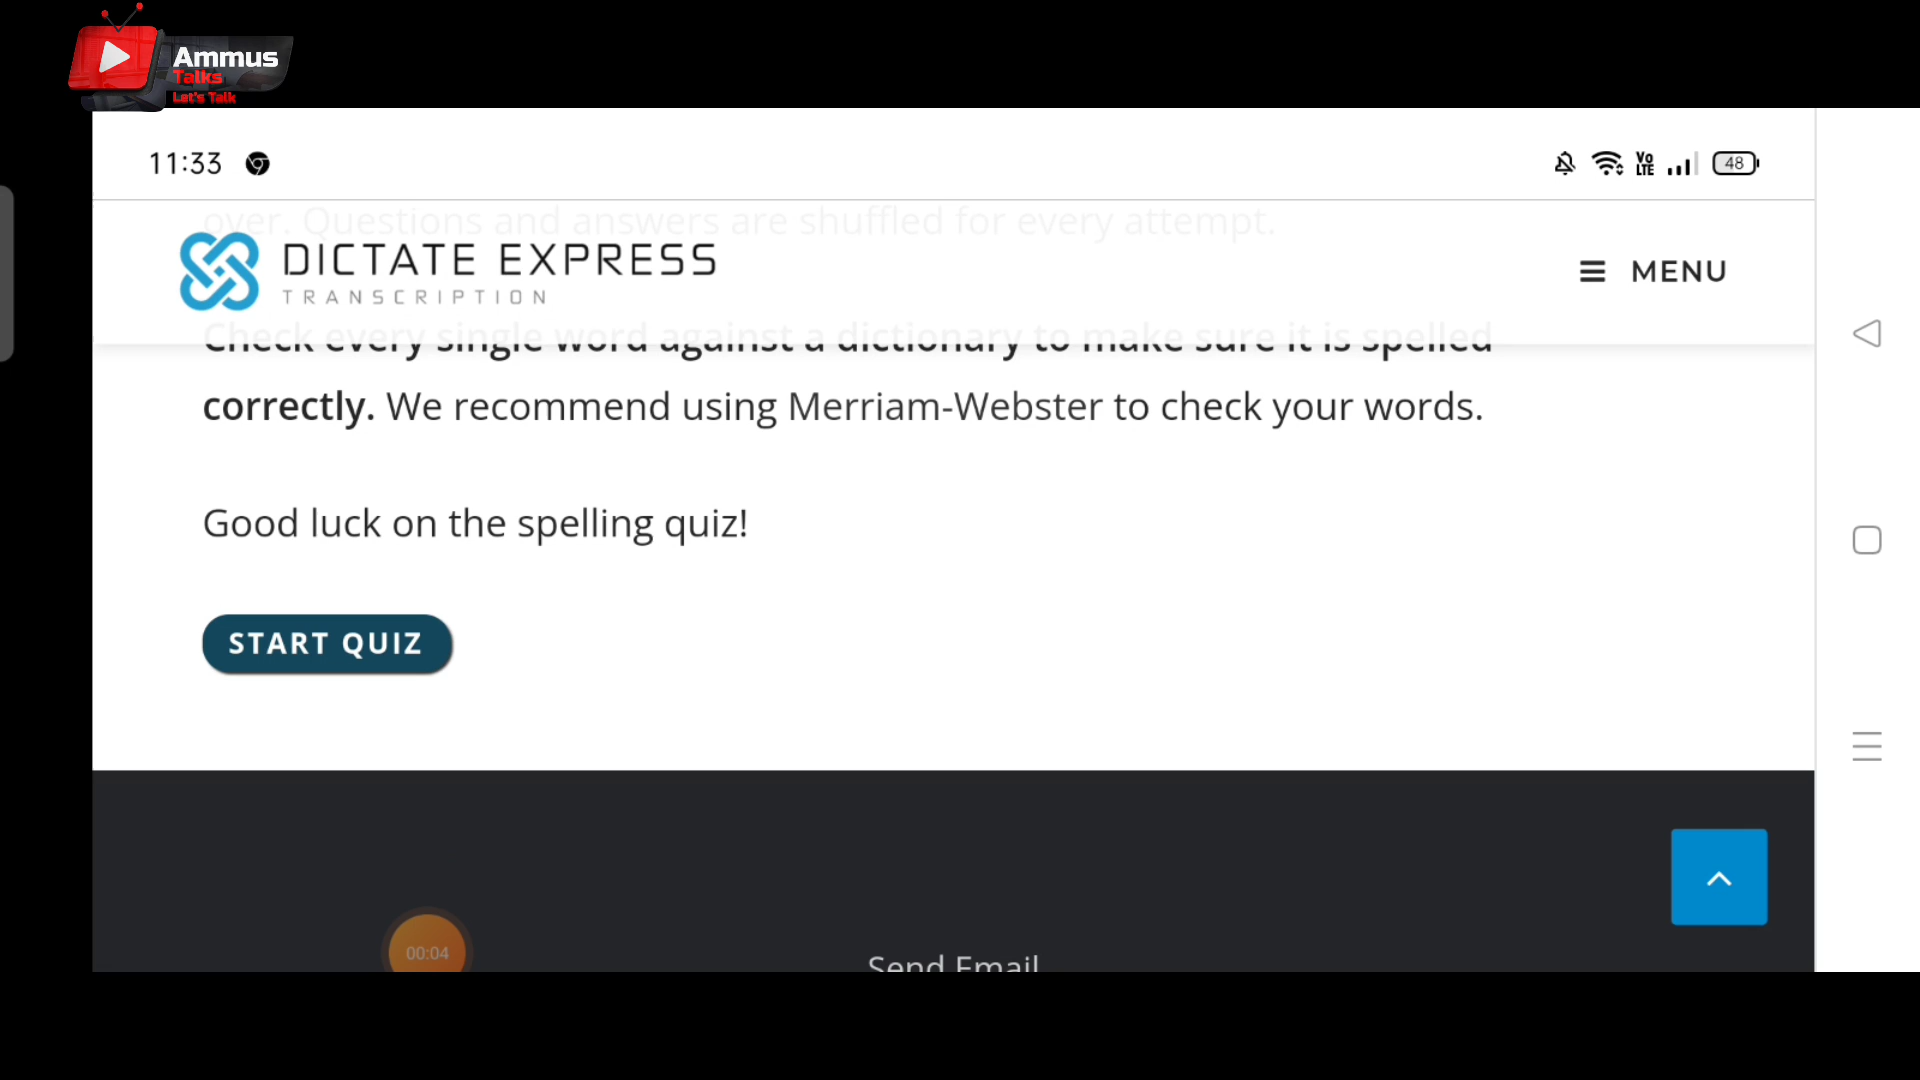 Ammus
Talks
Let's Talk
11:33
Vo
LTE
48
over. Questions and answers are shuffled for every attempt.
DICTATE EXPRESS
TRANSCRIPTION
MENU
Check every single word against a dictionary to make sure it is spelled
correctly. We recommend using Merriam-Webster to check your words.
Good luck on the spelling quiz!
START QUIZ
00:04
Send Email